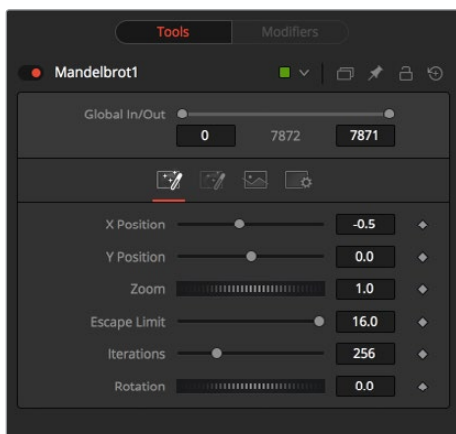 Tools Modifiers
Mandelbrot1
Global In/Out
0 7872 7871
X Position -0.5
Y Position 0.0
Zoom 1.0
Escape Limit 16.0
Iterations 256
Rotation 0.0